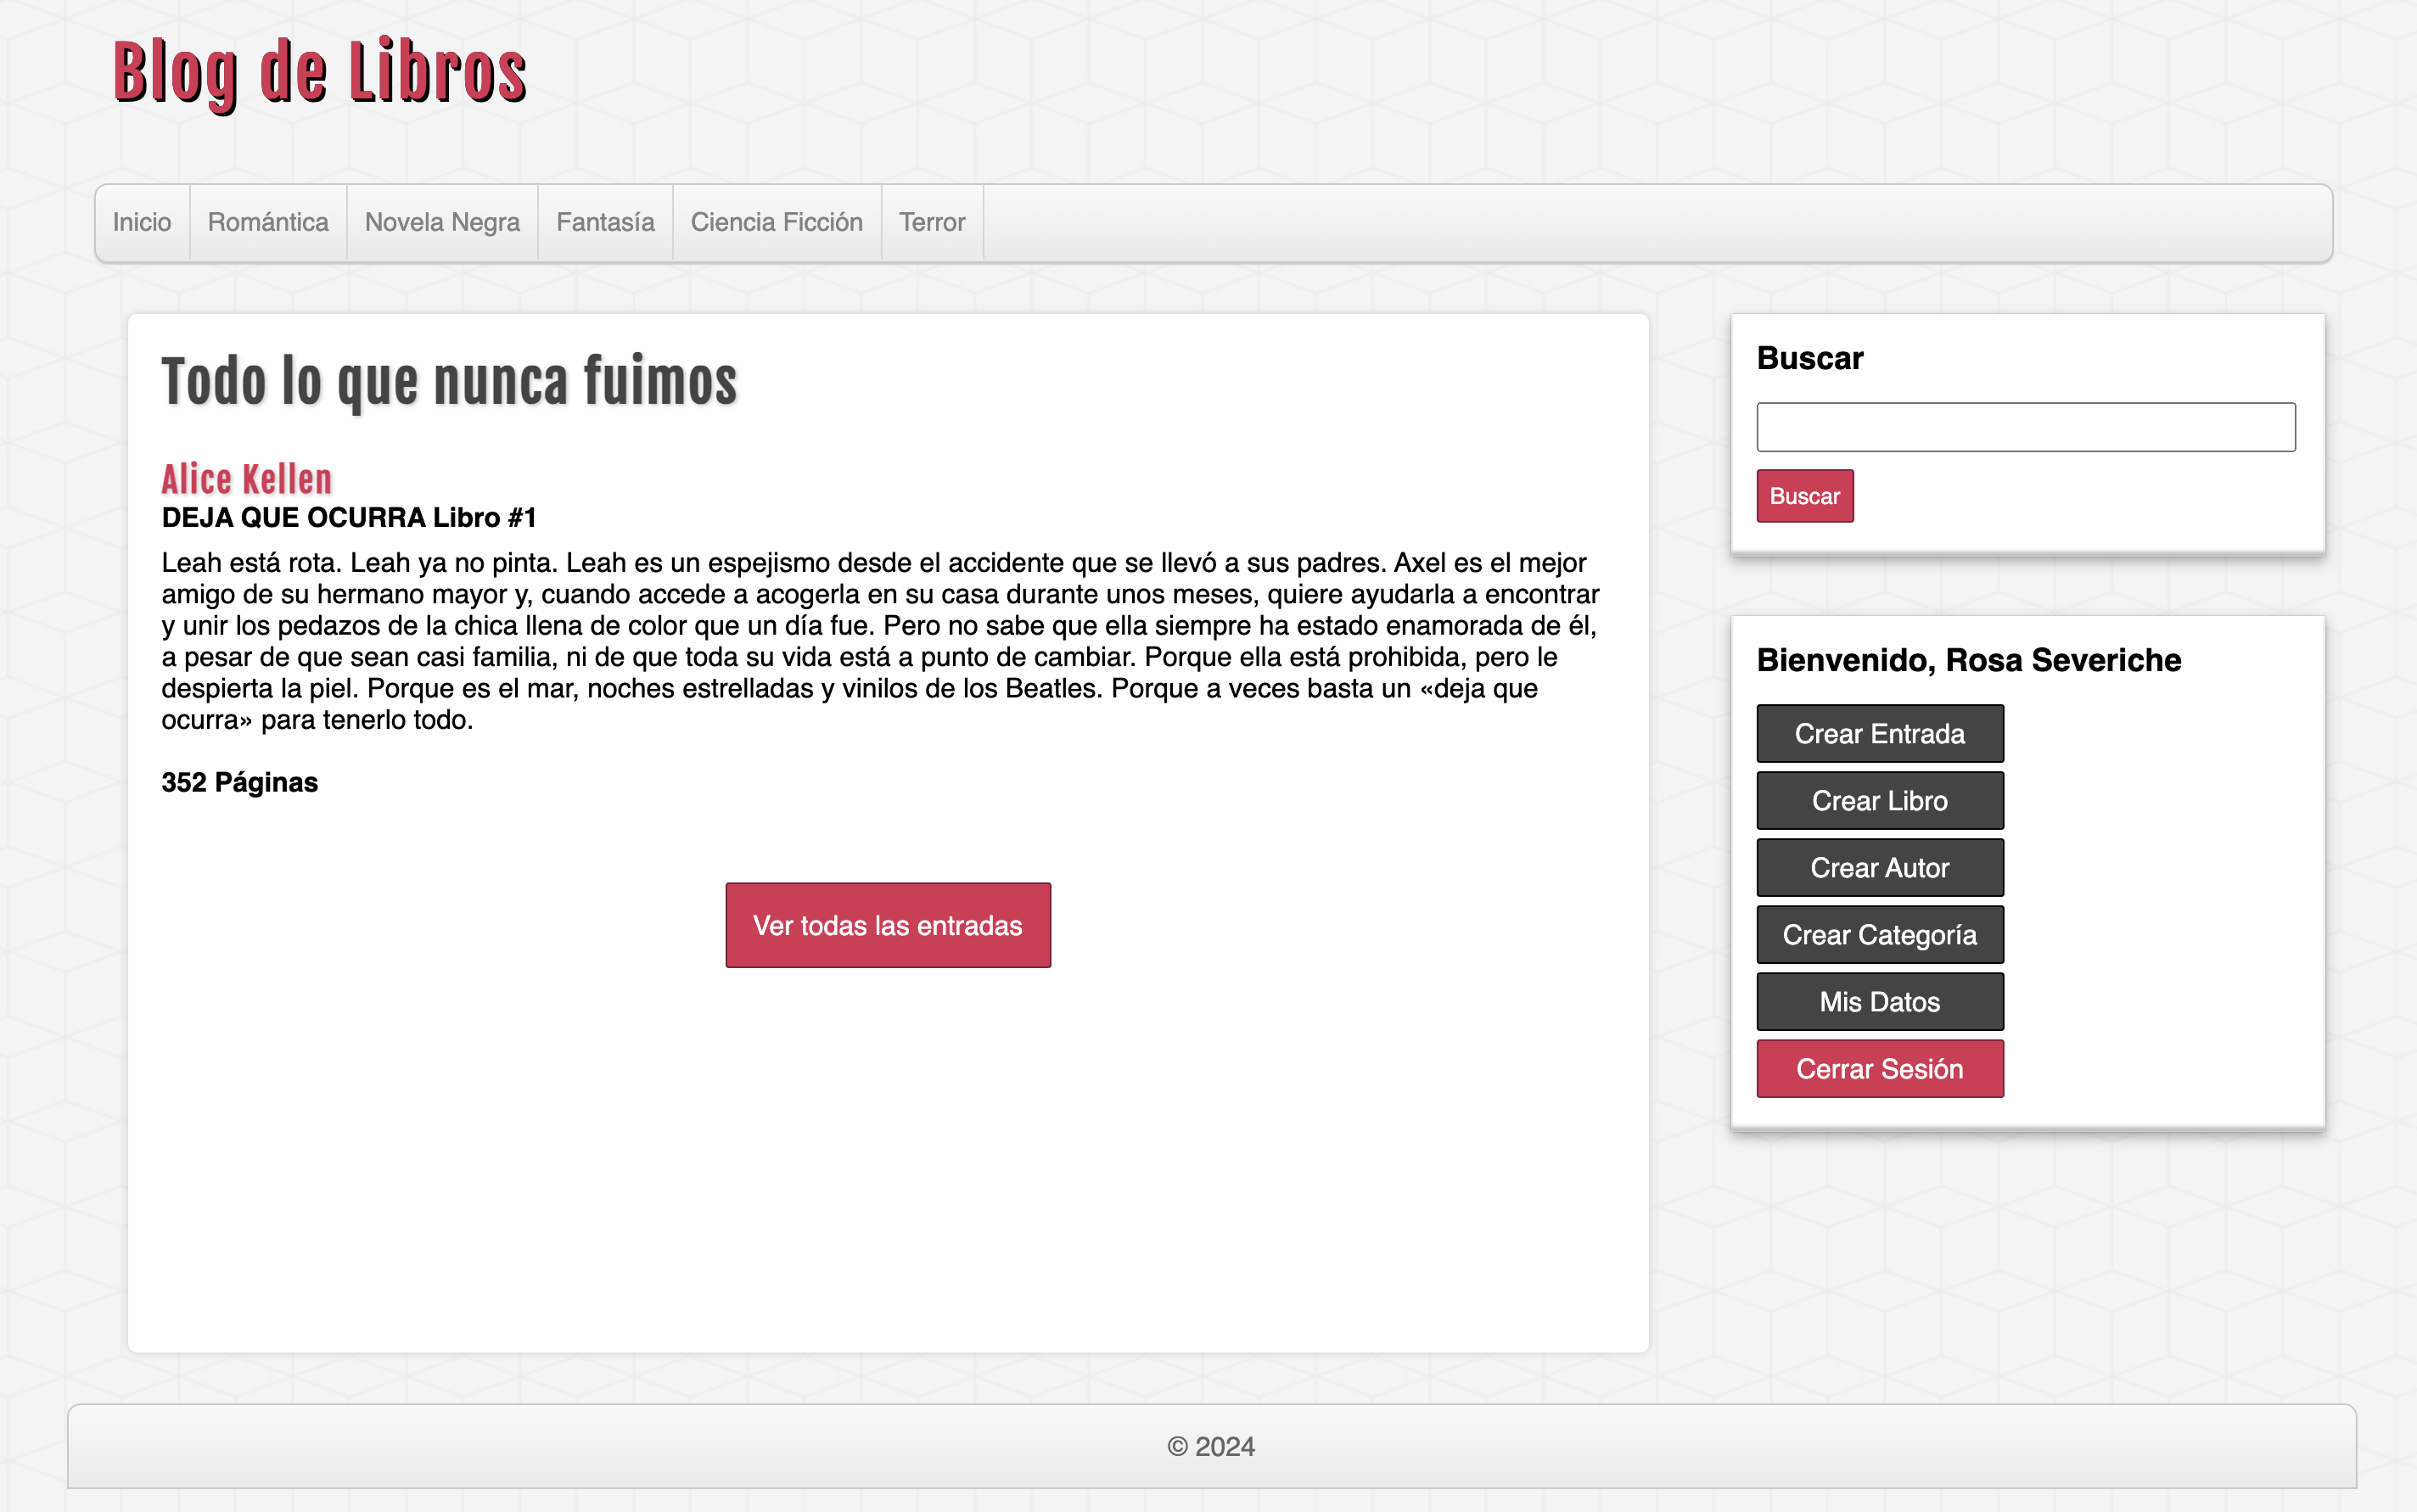 Blog de Libros
Inicio
Romántica
Novela Negra
Fantasía
Ciencia Ficción
Terror
Todo lo que nunca fuimos
Alice Kellen
DEJA QUE OCURRA Libro #1
Leah está rota. Leah ya no pinta. Leah es un espejismo desde el accidente que se llevó a sus padres. Axel es el mejor
amigo de su hermano mayor y, cuando accede a acogerla en su casa durante unos meses, quiere ayudarla a encontrar
y unir los pedazos de la chica llena de color que un día fue. Pero no sabe que ella siempre ha estado enamorada de él,
a pesar de que sean casi familia, ni de que toda su vida está a punto de cambiar. Porque ella está prohibida, pero le
despierta la piel. Porque es el mar, noches estrelladas y vinilos de los Beatles. Porque a veces basta un «deja que
ocurra» para tenerlo todo.
352 Páginas
Ver todas las entradas
Buscar
Buscar
Bienvenido, Rosa Severiche
Crear Entrada
Crear Libro
Crear Autor
Crear Categoría
Mis Datos
Cerrar Sesión
© 2024